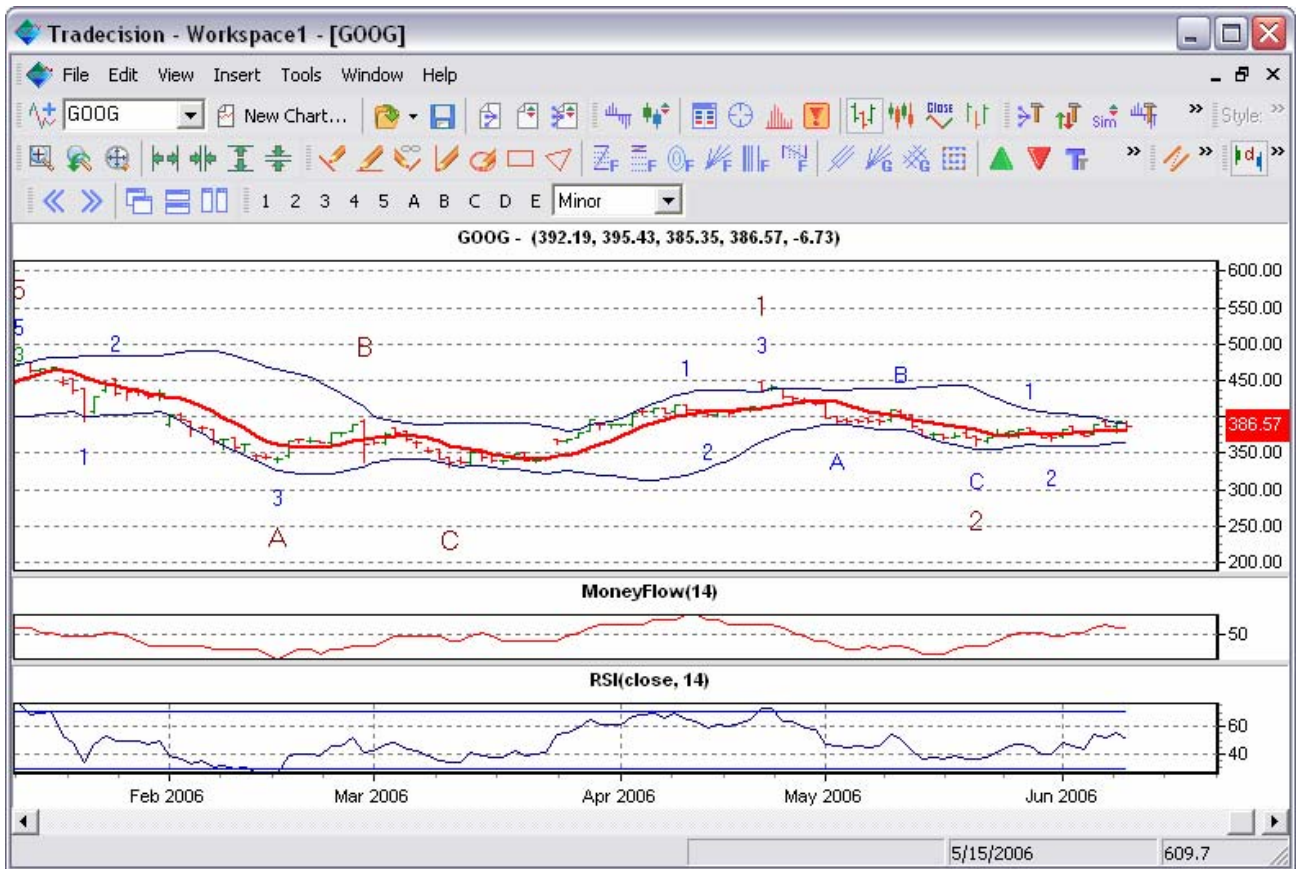 Tradecision - Workspace1 - [GOOG]
File Edit View Insert Tools Window Help
GOOG New Chart... Close sim Style:
F F F F F F G G T
1 2 3 4 5 A B C D E Minor
GOOG - (392.19, 395.43, 385.35, 386.57, -6.73)
600.00
5
1
550.00
5
3 2 B 3 500.00
1 B 1 450.00
386.57
1 2 A 350.00
3 C 2 300.00
A C 2 250.00
200.00
MoneyFlow(14)
50
RSI(close, 14)
60
40
Feb 2006 Mar 2006 Apr 2006 May 2006 Jun 2006
5/15/2006 609.7